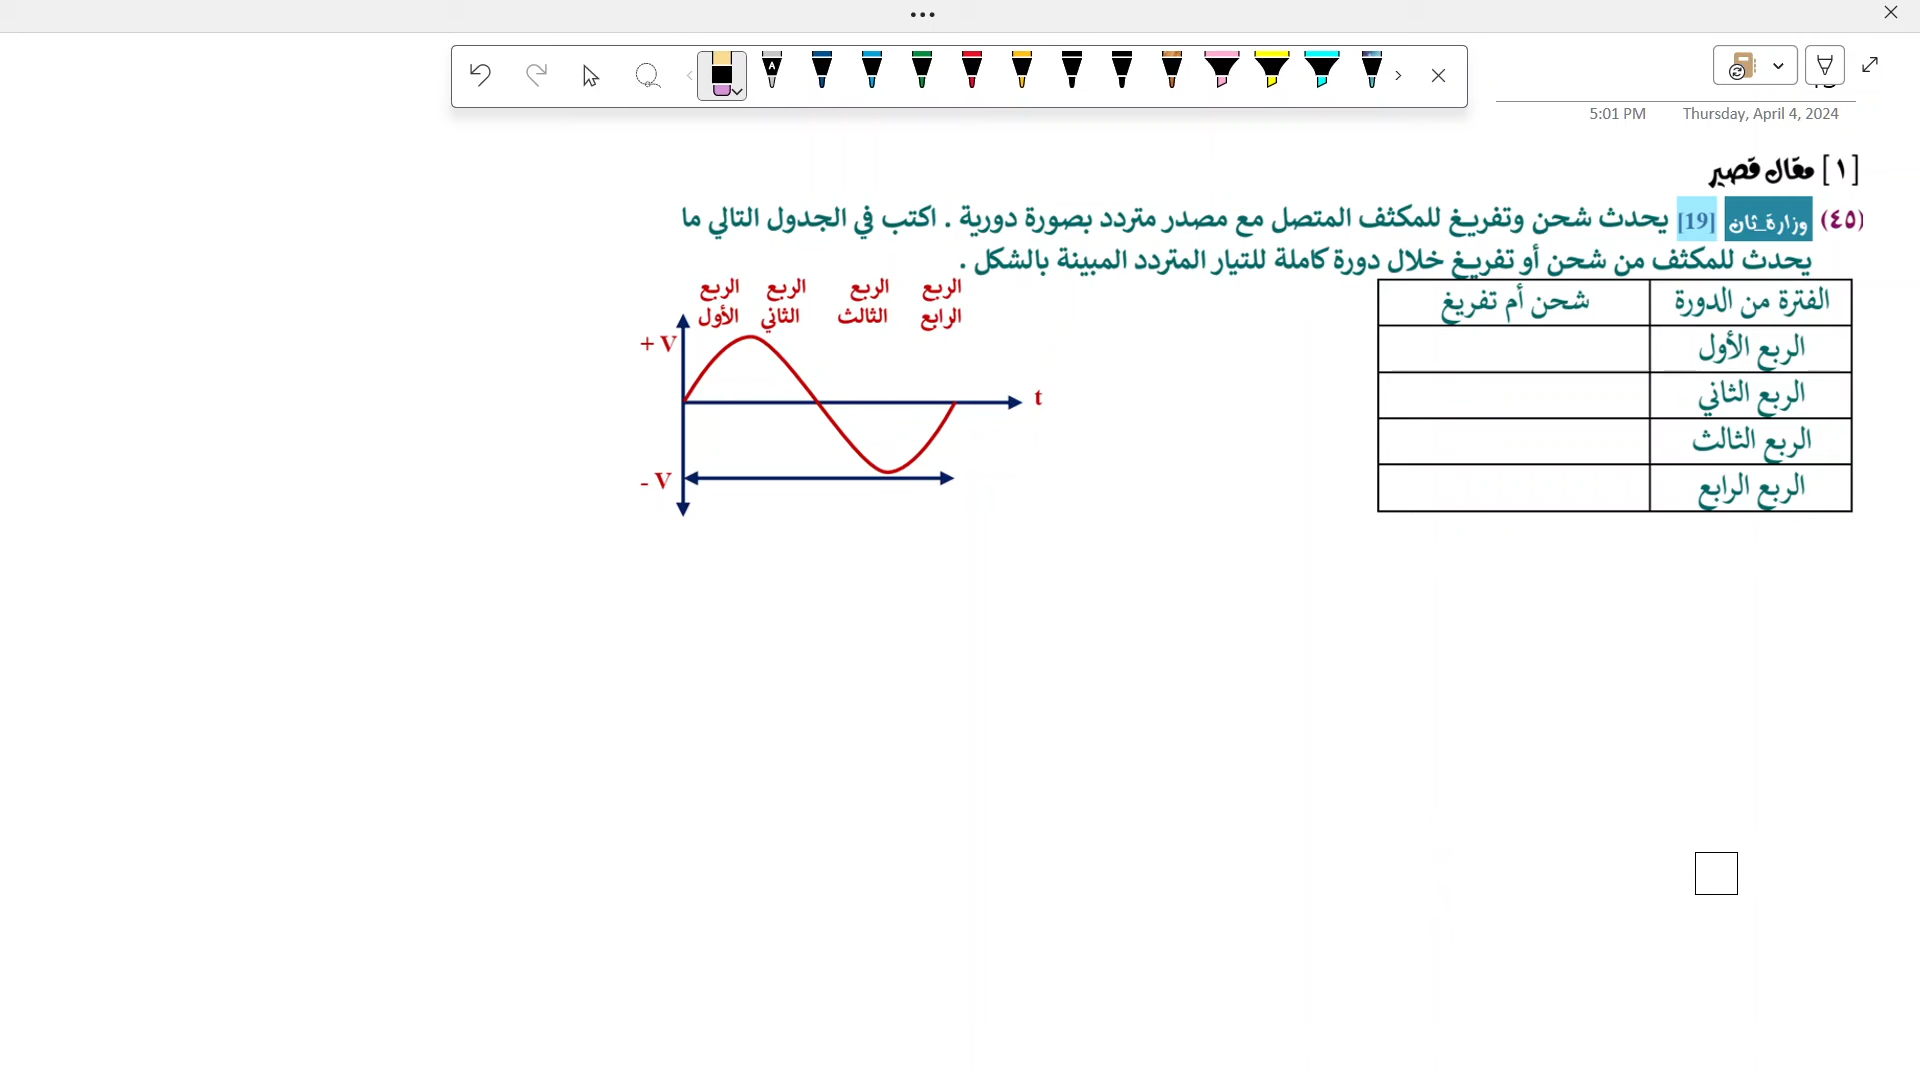 5:01 PM Thursday, April 4, 2024
[١] مقال قصير
(٤٥) وزارة_ثان [19] يحدث شحن وتفريغ للمكثف المتصل مع مصدر متردد بصورة دورية . اكتب في الجدول التالي ما
يحدث للمكثف من شحن أو تفريغ خلال دورة كاملة للتيار المتردد المبينة بالشكل .
الفترة من الدورة شحن أم تفريغ
الربع الأول
الربع الثاني
الربع الثالث
الربع الرابع
الربع الأول
الربع الثاني
الربع الثالث
الربع الرابع
+ V
t
- V